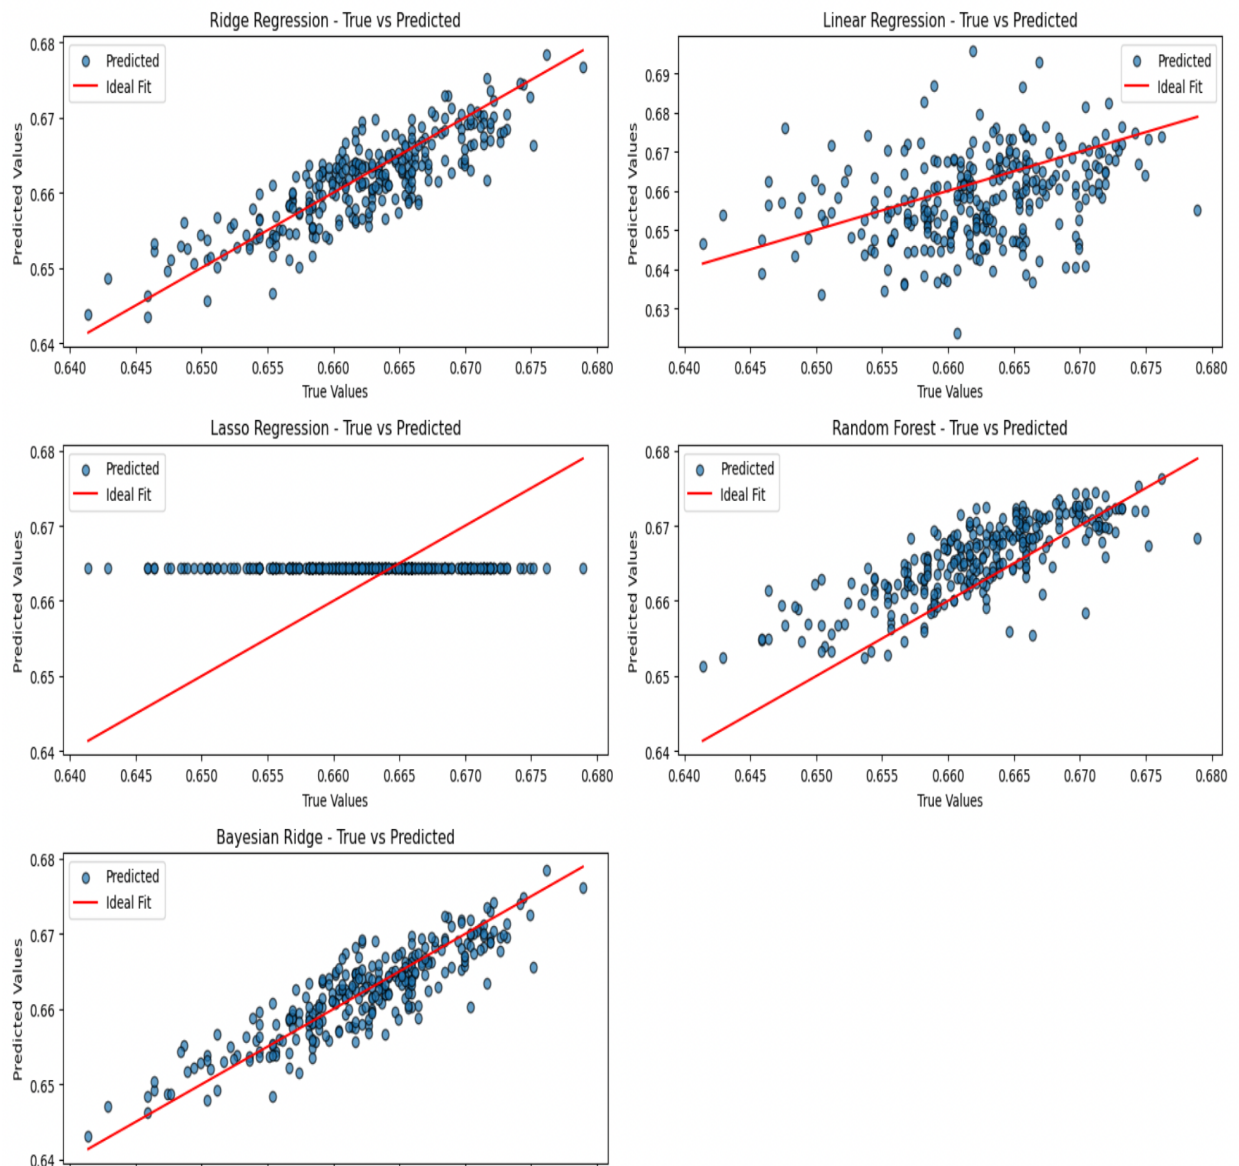 Ridge Regression - True vs Predicted
Predicted
Ideal Fit
Predicted Values
0.68
0.67
0.66
0.65
0.64
0.640 0.645 0.650 0.655 0.660 0.665 0.670 0.675 0.680
True Values
Linear Regression - True vs Predicted
Predicted
Ideal Fit
Predicted Values
0.69
0.68
0.67
0.66
0.65
0.64
0.63
0.640 0.645 0.650 0.655 0.660 0.665 0.670 0.675 0.680
True Values
Lasso Regression - True vs Predicted
Predicted
Ideal Fit
Predicted Values
0.68
0.67
0.66
0.65
0.64
0.640 0.645 0.650 0.655 0.660 0.665 0.670 0.675 0.680
True Values
Random Forest - True vs Predicted
Predicted
Ideal Fit
Predicted Values
0.68
0.67
0.66
0.65
0.64
0.640 0.645 0.650 0.655 0.660 0.665 0.670 0.675 0.680
True Values
Bayesian Ridge - True vs Predicted
Predicted
Ideal Fit
Predicted Values
0.68
0.67
0.66
0.65
0.64